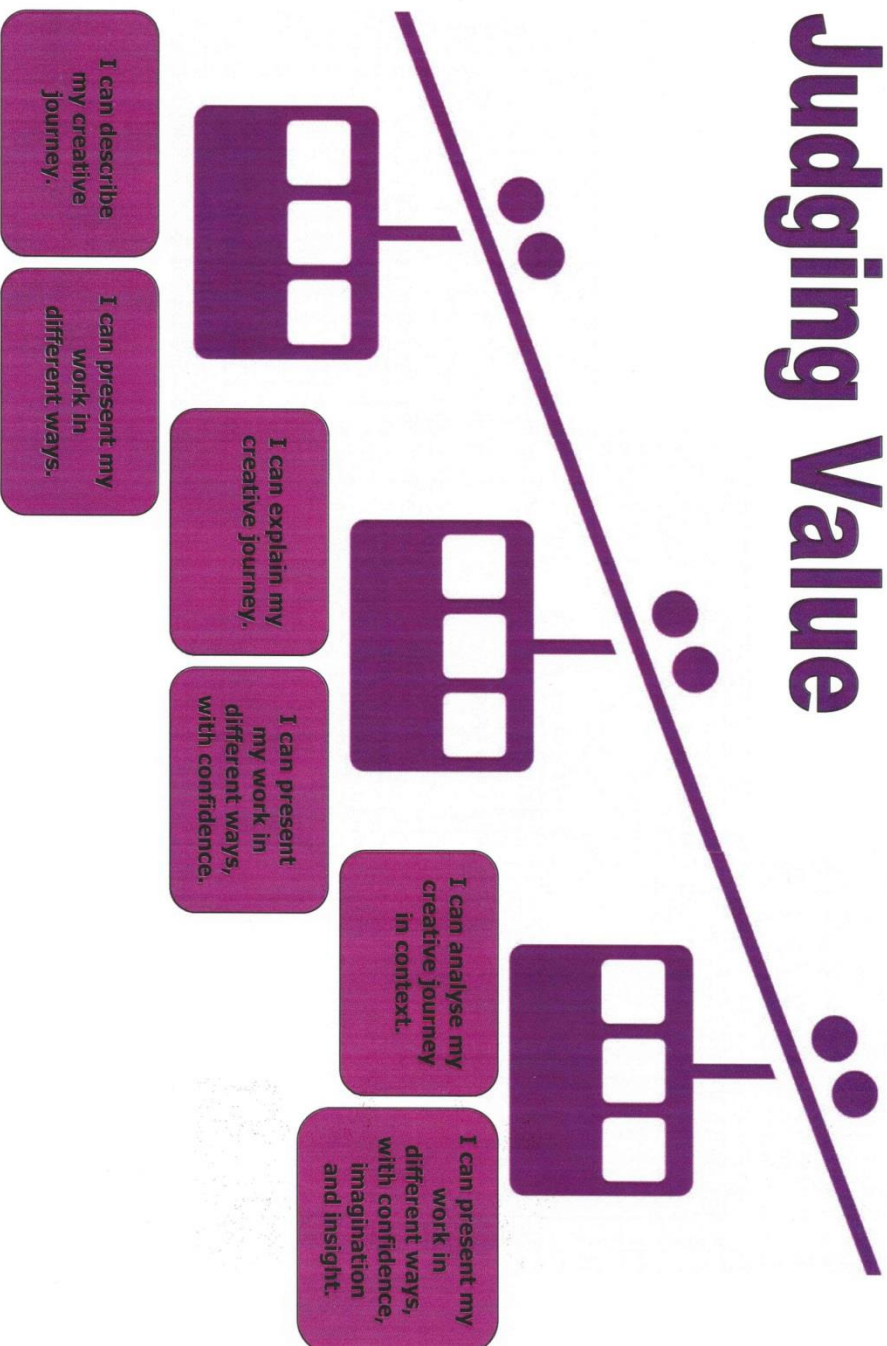 Judging Value
I can describe
my creative
journey.
I can present my
work in
different ways.
I can explain my
creative journey.
I can present
my work in
different ways,
with confidence.
I can analyse my
creative journey
in context.
I can present my
work in
different ways,
with confidence,
imagination
and insight.